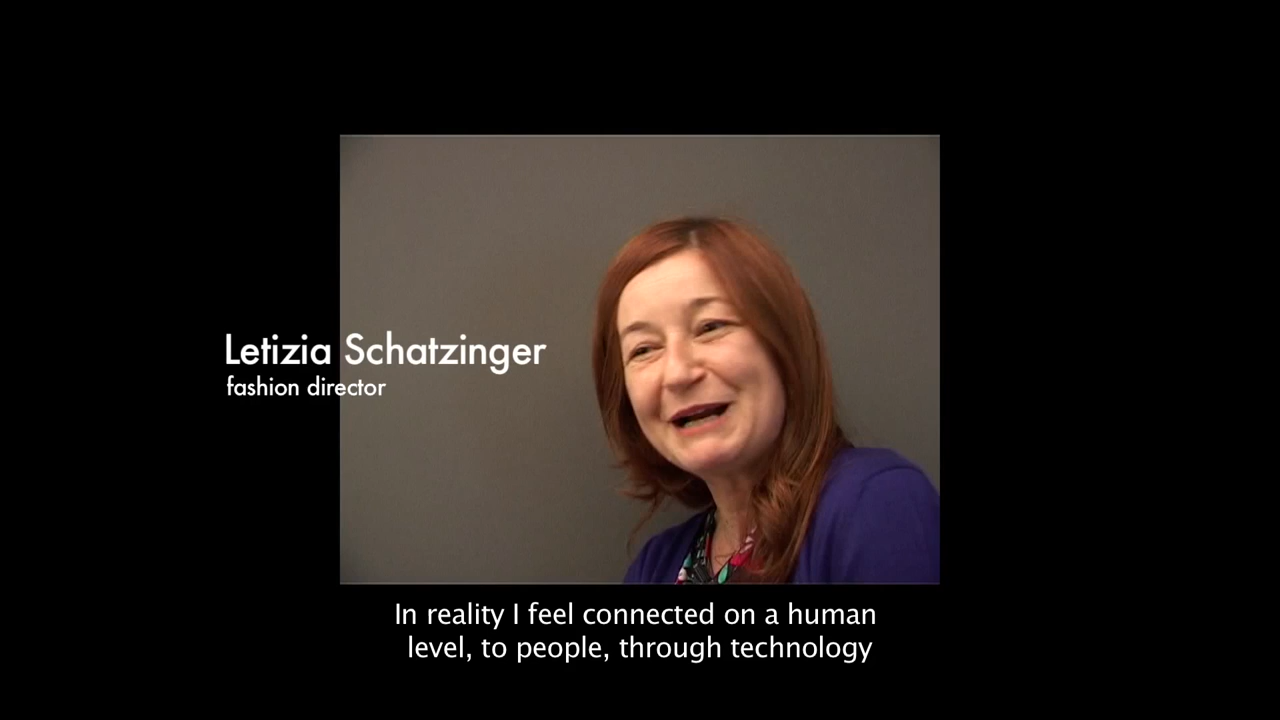 Letizia Schatzinger
fashion director
In reality I feel connected on a human
level, to people, through technology